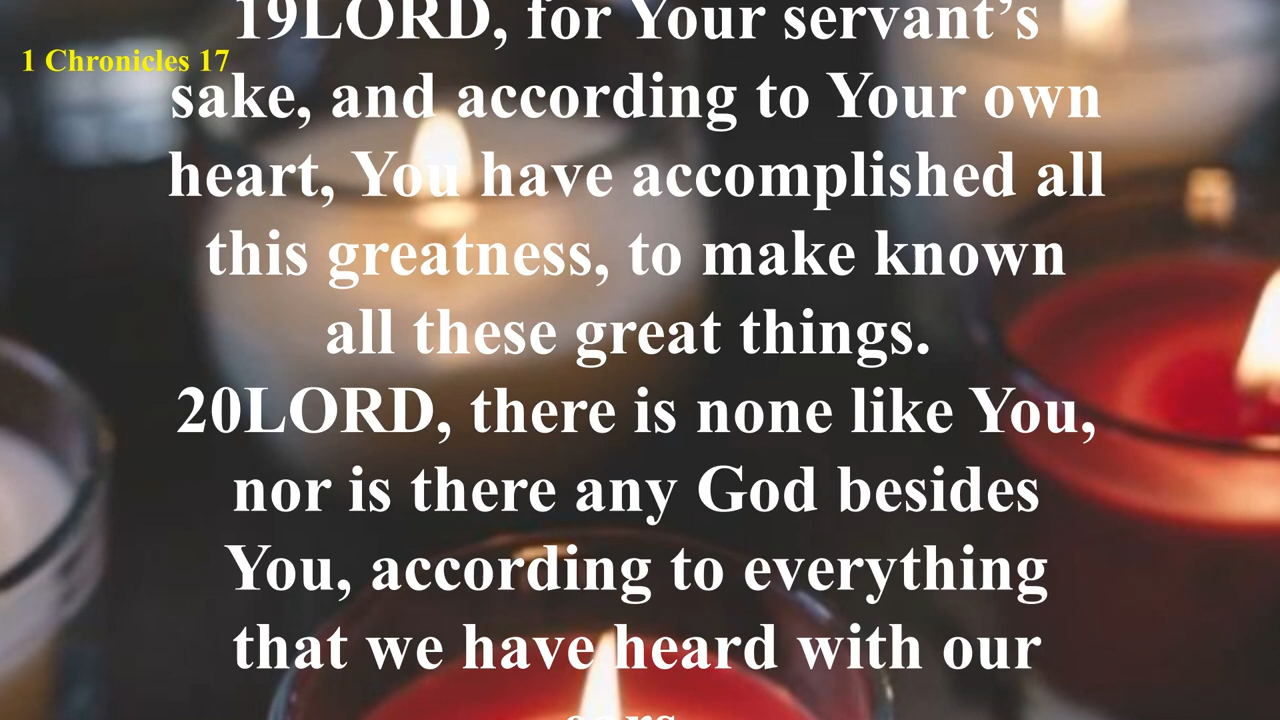 19LORD, for Your servant’s
1 Chronicles 17
sake, and according to Your own
heart, You have accomplished all
this greatness, to make known
all these great things.
20LORD, there is none like You,
nor is there any God besides
You, according to everything
that we have heard with our
ears.